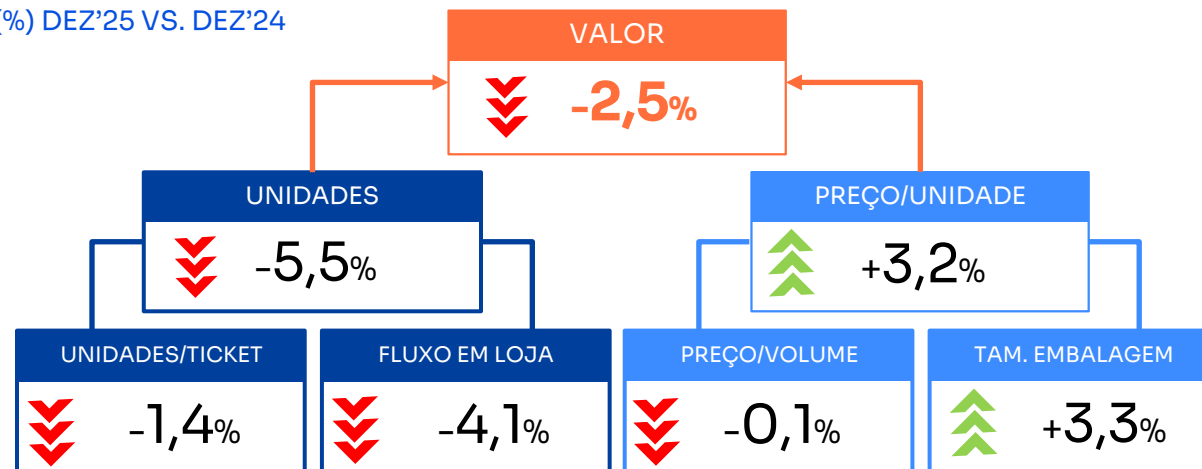 (%) DEZ’25 VS. DEZ’24
VALOR
-2,5%
UNIDADES
-5,5%
PREÇO/UNIDADE
+3,2%
UNIDADES/TICKET
-1,4%
FLUXO EM LOJA
-4,1%
PREÇO/VOLUME
-0,1%
TAM. EMBALAGEM
+3,3%